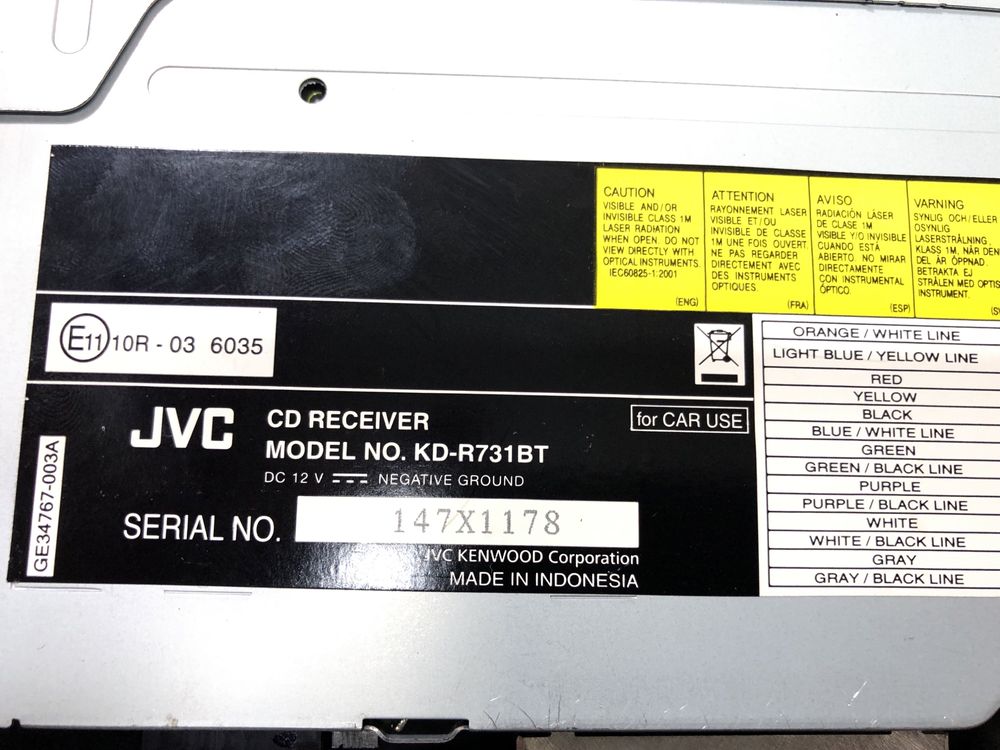 CAUTION
VISIBLE AND/OR
INVISIBLE CLASS 1M
LASER RADIATION
WHEN OPEN. DO NOT
VIEW DIRECTLY WITH
OPTICAL INSTRUMENTS.
IEC60825-1:2001
(ENG)
ATTENTION
RAYONNEMENT LASER
VISIBLE ET/OU
INVISIBLE DE CLASSE
1M UNE FOIS OUVERT.
NE PAS REGARDER
DIRECTEMENT AVEC
DES INSTRUMENTS
OPTIQUES.
(FRA)
AVISO
RADIACIÓN LÁSER
DE CLASE 1M
VISIBLE Y/O INVISIBLE
CUANDO ESTÁ
ABIERTO. NO MIRAR
DIRECTAMENTE
CON INSTRUMENTAL
ÓPTICO.
(ESP)
VARNING
SYNLIG OCH/ELLER
OSYNLIG
LASERSTRÅLNING,
KLASS 1M, NÄR DEN
DEL ÄR ÖPPNAD.
BETRAKTA EJ
STRÅLEN MED OPTIS
INSTRUMENT.
E11 10R - 03 6035
JVC
CD RECEIVER
MODEL NO. KD-R731BT
for CAR USE
DC 12 V NEGATIVE GROUND
SERIAL NO. 147X1178
JVC KENWOOD Corporation
MADE IN INDONESIA
GE34767-003A
ORANGE / WHITE LINE
LIGHT BLUE / YELLOW LINE
RED
YELLOW
BLACK
BLUE / WHITE LINE
GREEN
GREEN / BLACK LINE
PURPLE
PURPLE / BLACK LINE
WHITE
WHITE / BLACK LINE
GRAY
GRAY / BLACK LINE